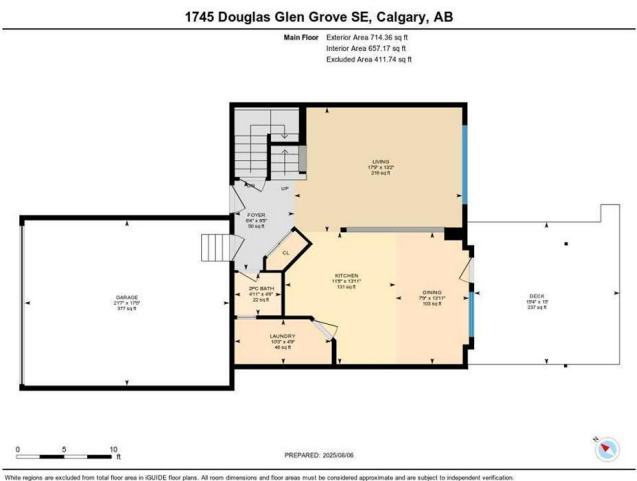 1745 Douglas Glen Grove SE, Calgary, AB
Main Floor Exterior Area 714.36 sq ft
Interior Area 657.17 sq ft
Excluded Area 411.74 sq ft
LIVING
17'9" x 13'2"
216 sq ft
DN
UP
FOYER
6'4" x 9'5"
50 sq ft
CL
KITCHEN
11'5" x 13'11"
131 sq ft
DINING
7'9" x 13'11"
103 sq ft
2PC BATH
4'11" x 4'6"
22 sq ft
GARAGE
21'7" x 17'5"
377 sq ft
DECK
15'4" x 15'
237 sq ft
LAUNDRY
10'3" x 4'9"
46 sq ft
0 5 10
ft
PREPARED: 2025/08/06
N
White regions are excluded from total floor area in iGUIDE floor plans. All room dimensions and floor areas must be considered approximate and are subject to independent verification.